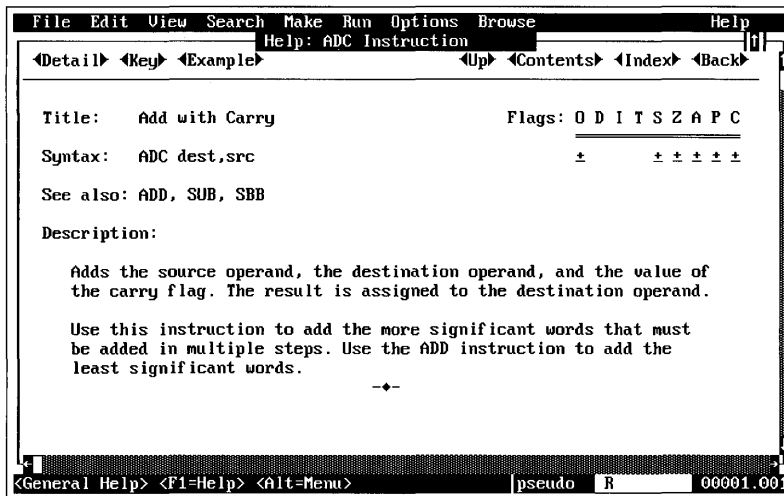 File Edit View Search Make Run Options Browse Help
Help: ADC Instruction
◄Detail► ◄Key► ◄Example► ◄Up► ◄Contents► ◄Index► ◄Back►
Title: Add with Carry Flags: O D I T S Z A P C
Syntax: ADC dest,src ± ± ± ± ± ±
See also: ADD, SUB, SBB
Description:
Adds the source operand, the destination operand, and the value of
the carry flag. The result is assigned to the destination operand.
Use this instruction to add the more significant words that must
be added in multiple steps. Use the ADD instruction to add the
least significant words.
-♦-
<General Help> <F1=Help> <Alt=Menu> pseudo R 00001.00